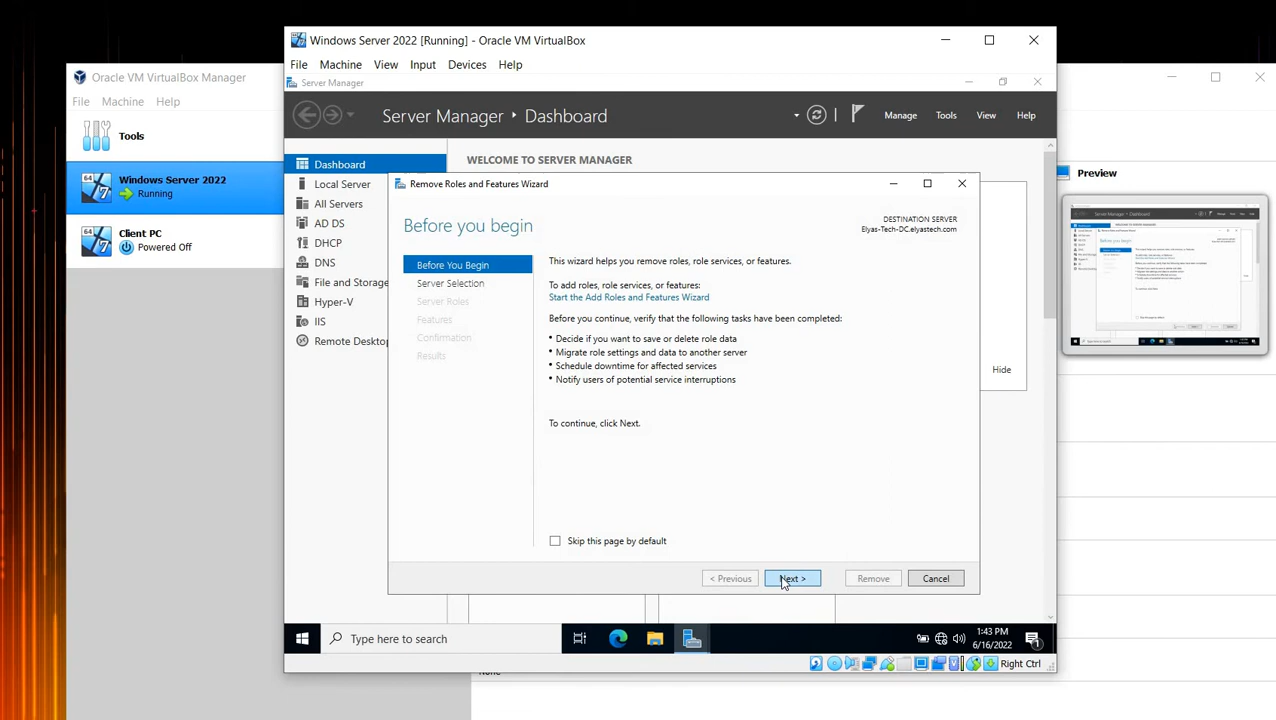 Windows Server 2022 [Running] - Oracle VM VirtualBox
File Machine View Input Devices Help
Oracle VM VirtualBox Manager
File Machine Help
Tools
Windows Server 2022
Running
Client PC
Powered Off
Preview
Server Manager
Server Manager Dashboard
Manage Tools View Help
Dashboard
Local Server
All Servers
AD DS
DHCP
DNS
File and Storage
Hyper-V
IIS
Remote Desktop
WELCOME TO SERVER MANAGER
Hide
Remove Roles and Features Wizard
Before you begin
DESTINATION SERVER
Elyas-Tech-DC.elyastech.com
Before You Begin
Server Selection
Server Roles
Features
Confirmation
Results
This wizard helps you remove roles, role services, or features.
To add roles, role services, or features:
Start the Add Roles and Features Wizard
Before you continue, verify that the following tasks have been completed:
• Decide if you want to save or delete role data
• Migrate role settings and data to another server
• Schedule downtime for affected services
• Notify users of potential service interruptions
To continue, click Next.
Skip this page by default
< Previous Next > Remove Cancel
Type here to search
1:43 PM
6/16/2022
1
Right Ctrl
None